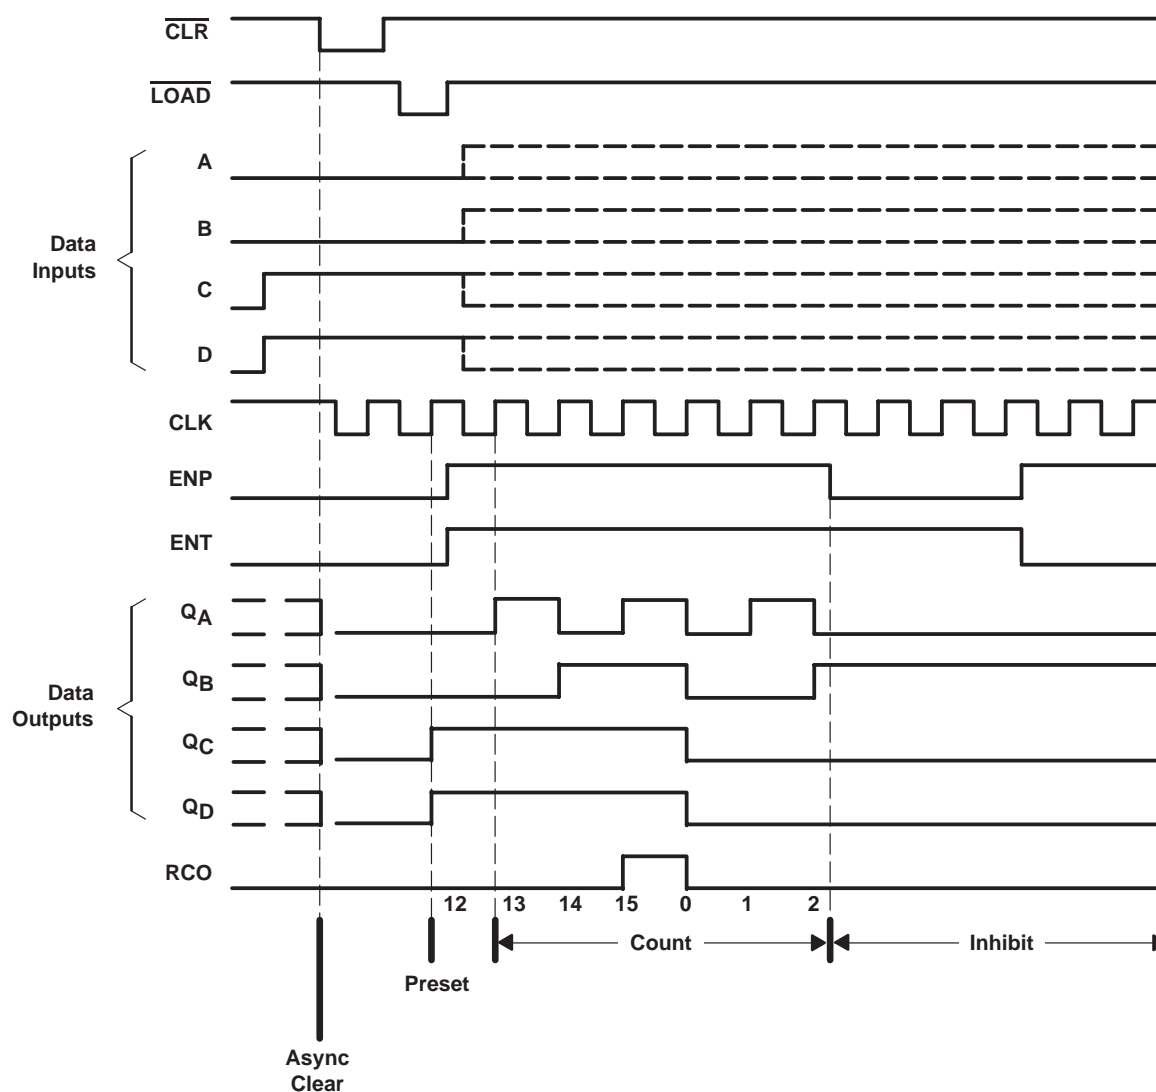 CLR
LOAD
A
B
Data
Inputs
C
D
CLK
ENP
ENT
QA
QB
Data
Outputs
QC
QD
RCO
12 13 14 15 0 1 2
Count Inhibit
Preset
Async
Clear